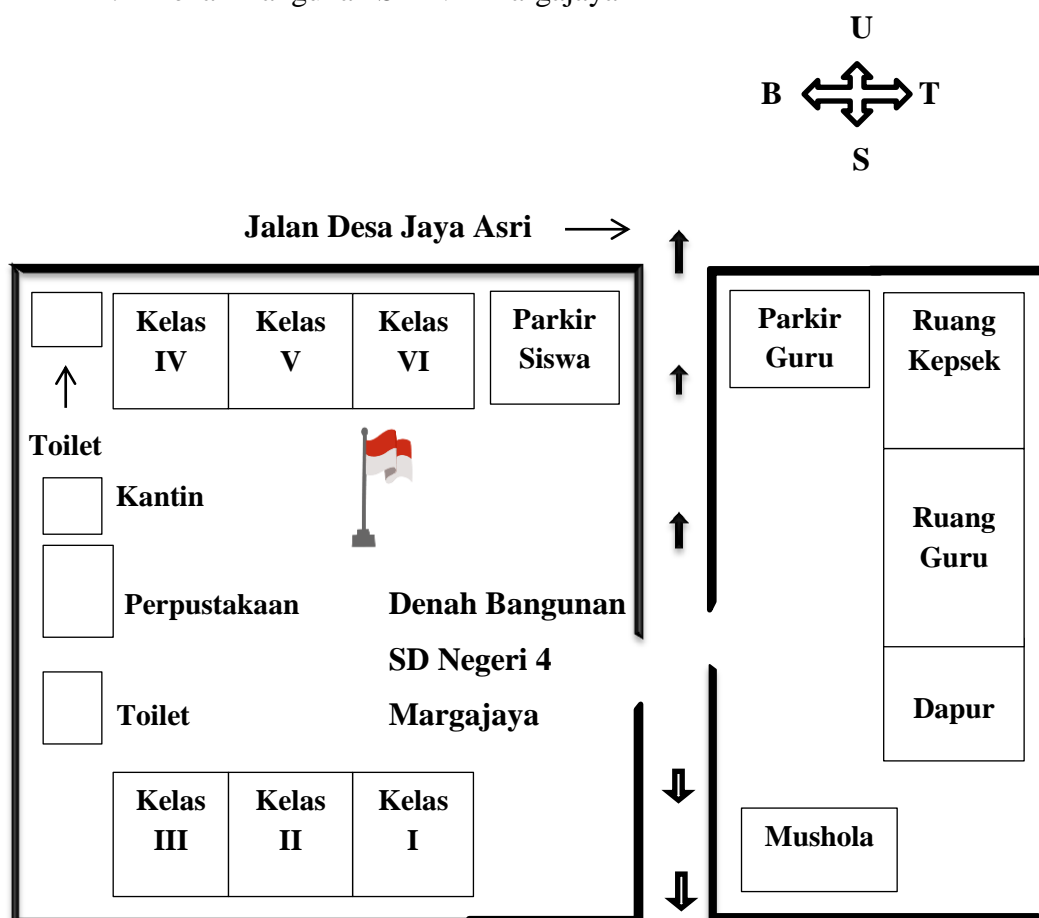 U
B T
S
Jalan Desa Jaya Asri
Kelas
IV
Kelas
V
Kelas
VI
Parkir
Siswa
Parkir
Guru
Ruang
Kepsek
Toilet
Kantin
Ruang
Guru
Perpustakaan
Denah Bangunan
SD Negeri 4
Margajaya
Toilet
Dapur
Kelas
III
Kelas
II
Kelas
I
Mushola